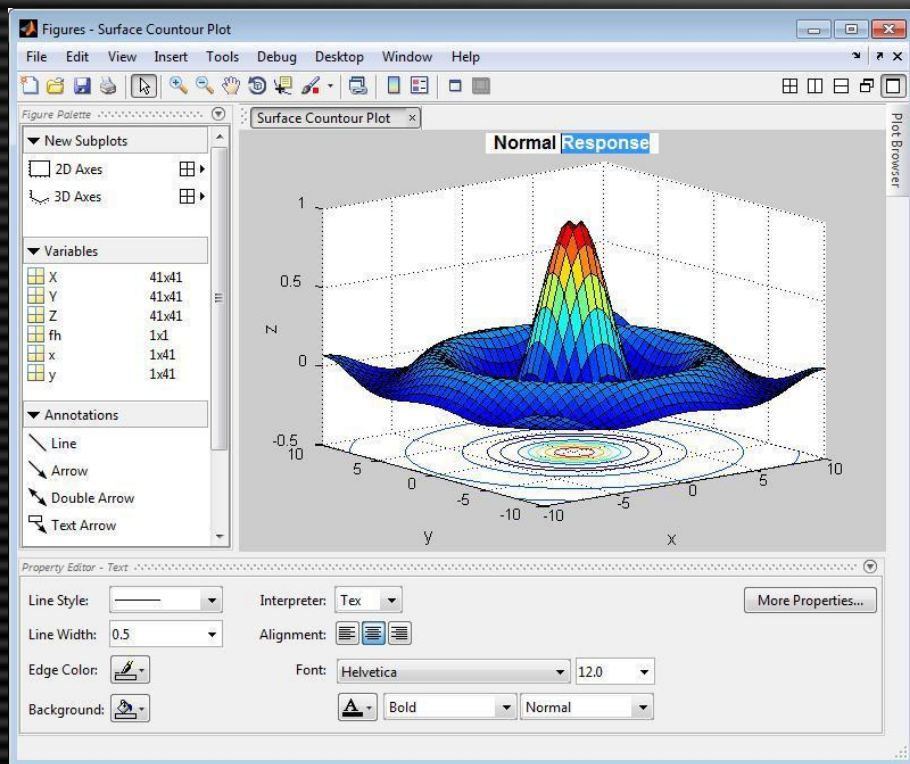 Figures - Surface Countour Plot
File Edit View Insert Tools Debug Desktop Window Help
Figure Palette
Surface Countour Plot
Plot Browser
New Subplots
2D Axes
3D Axes
Variables
X 41x41
Y 41x41
Z 41x41
fh 1x1
x 1x41
y 1x41
Annotations
Line
Arrow
Double Arrow
Text Arrow
Normal Response
1
0.5
0
-0.5
z
10
5
0
-5
-10
y
-10
-5
0
5
10
x
Property Editor - Text
Line Style:
Interpreter: Tex
More Properties...
Line Width: 0.5
Alignment:
Edge Color:
Font: Helvetica 12.0
Background:
A Bold Normal